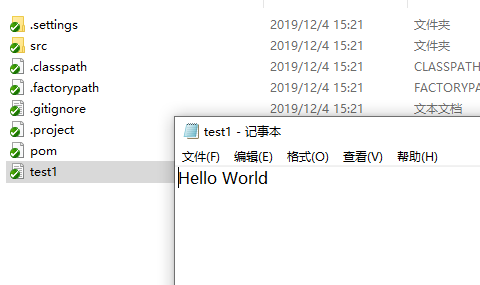 .settings 2019/12/4 15:21 文件夹
src 2019/12/4 15:21 文件夹
.classpath 2019/12/4 15:21 CLASSPATH
.factorypath 2019/12/4 15:21 FACTORYPA
.gitignore 2019/12/4 15:21 文本文档
.project
pom
test1
test1 - 记事本
文件(F) 编辑(E) 格式(O) 查看(V) 帮助(H)
Hello World